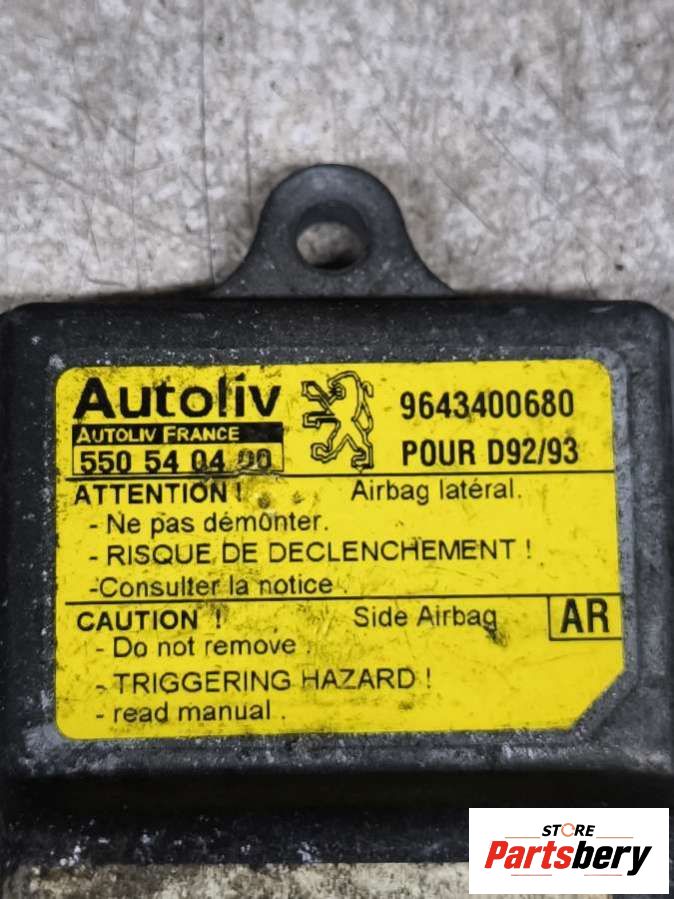 Autoliv
9643400680
AUTOLIV FRANCE
550 54 04 00
POUR D92/93
ATTENTION ! Airbag latéral.
- Ne pas démonter.
- RISQUE DE DECLENCHEMENT !
-Consulter la notice.
CAUTION ! Side Airbag AR
- Do not remove.
- TRIGGERING HAZARD !
- read manual.
STORE
Partsbery